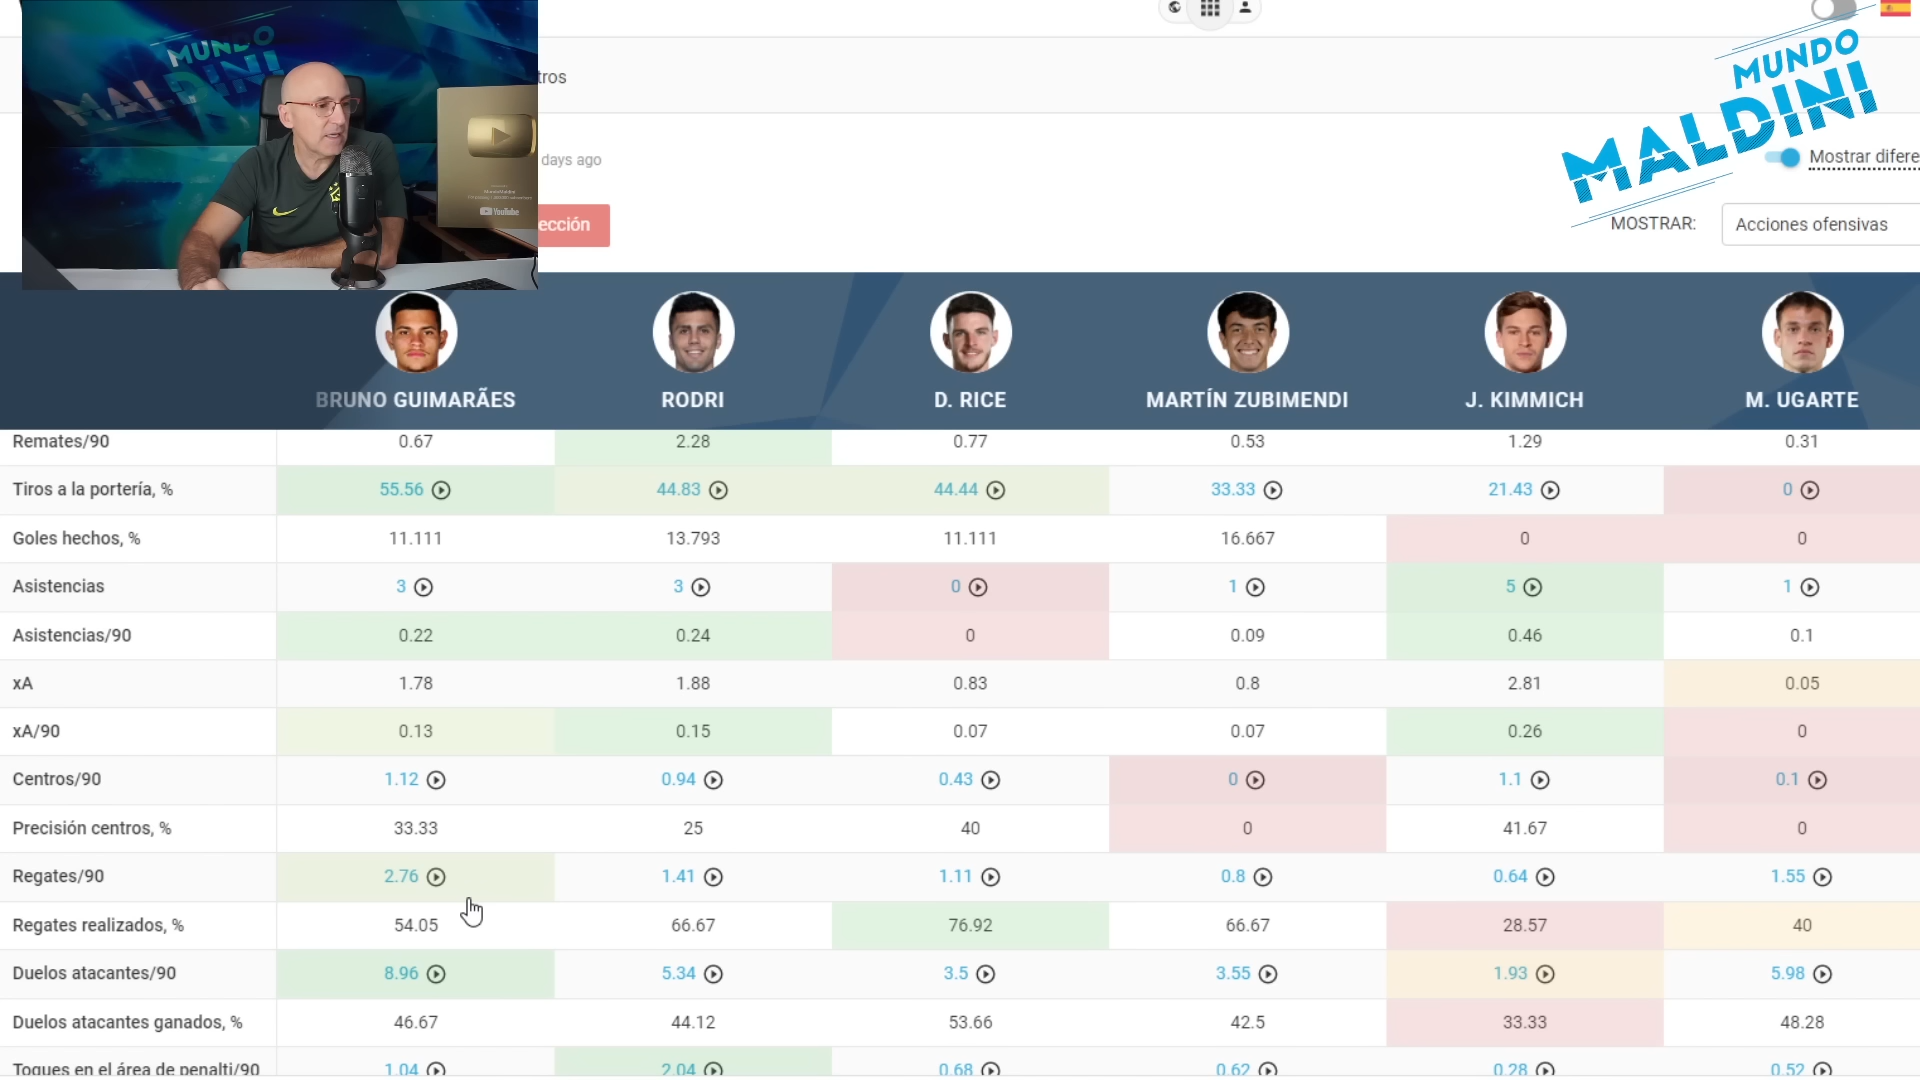 MUNDO
MALDINI
YouTube
tros
days ago
ección
MUNDO
MALDINI
Mostrar difere
MOSTRAR: Acciones ofensivas
BRUNO GUIMARÃES RODRI D. RICE MARTÍN ZUBIMENDI J. KIMMICH M. UGARTE
Remates/90 0.67 2.28 0.77 0.53 1.29 0.31
Tiros a la portería, % 55.56 44.83 44.44 33.33 21.43 0
Goles hechos, % 11.111 13.793 11.111 16.667 0 0
Asistencias 3 3 0 1 5 1
Asistencias/90 0.22 0.24 0 0.09 0.46 0.1
xA 1.78 1.88 0.83 0.8 2.81 0.05
xA/90 0.13 0.15 0.07 0.07 0.26 0
Centros/90 1.12 0.94 0.43 0 1.1 0.1
Precisión centros, % 33.33 25 40 0 41.67 0
Regates/90 2.76 1.41 1.11 0.8 0.64 1.55
Regates realizados, % 54.05 66.67 76.92 66.67 28.57 40
Duelos atacantes/90 8.96 5.34 3.5 3.55 1.93 5.98
Duelos atacantes ganados, % 46.67 44.12 53.66 42.5 33.33 48.28
Toques en el área de penalti/90 1.04 2.04 0.68 0.62 0.28 0.52